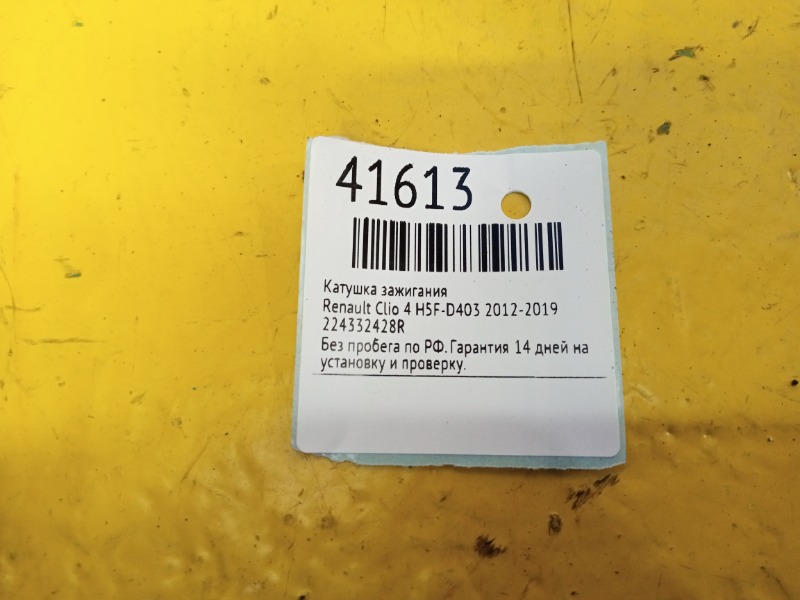 41613
Катушка зажигания
Renault Clio 4 H5F-D403 2012-2019
224332428R
Без пробега по РФ. Гарантия 14 дней на
установку и проверку.